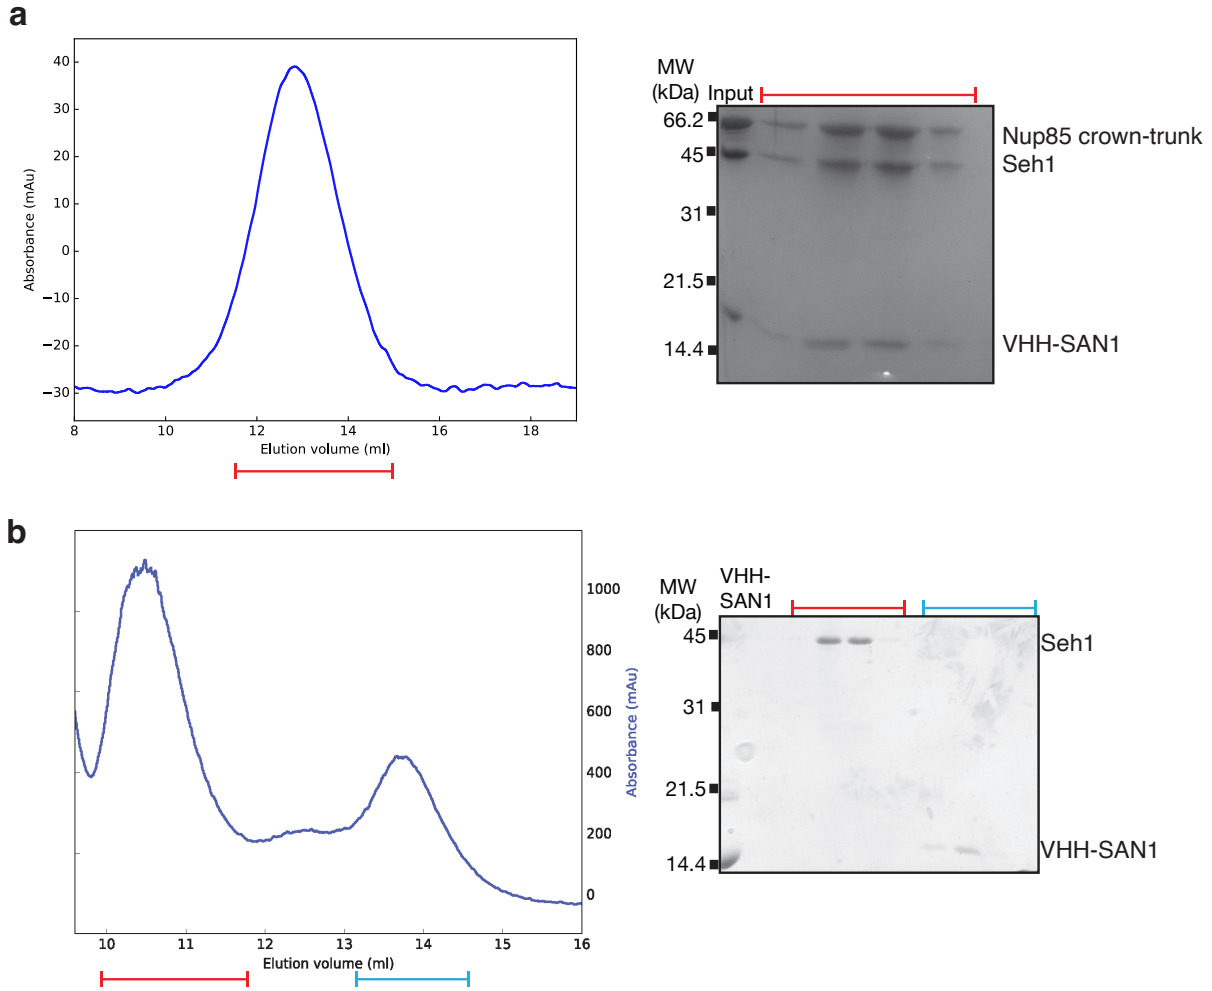 a
40
30
20
10
0
−10
−20
−30
Absorbance (mAu)
8 10 12 14 16 18
Elution volume (ml)
MW
(kDa) Input
66.2
45
31
21.5
14.4
Nup85 crown-trunk
Seh1
VHH-SAN1
b
1000
800
600
400
200
0
Absorbance (mAu)
10 11 12 13 14 15 16
Elution volume (ml)
VHH-
SAN1
MW
(kDa)
45
31
21.5
14.4
Seh1
VHH-SAN1